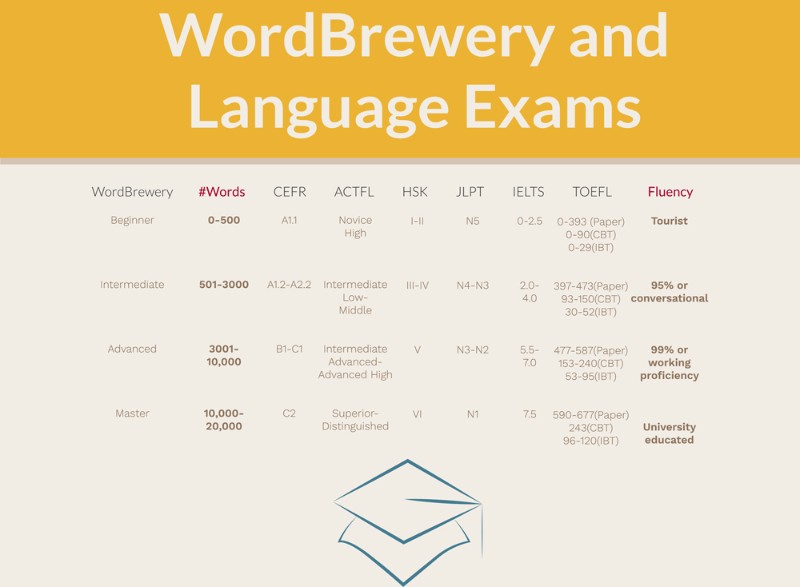 WordBrewery and
Language Exams
WordBrewery #Words CEFR ACTFL HSK JLPT IELTS TOEFL Fluency
Beginner 0-500 A1.1 Novice I-II N5 0-2.5 0-393 (Paper) Tourist
High 0-90(CBT)
0-29(IBT)
Intermediate 501-3000 A1.2-A2.2 Intermediate III-IV N4-N3 2.0- 397-473(Paper) 95% or
Low- 4.0 93-150(CBT) conversational
Middle 30-52(IBT)
Advanced 3001- B1-C1 Intermediate V N3-N2 5.5- 477-587(Paper) 99% or
10,000 Advanced- 7.0 153-240(CBT) working
Advanced High 53-95(IBT) proficiency
Master 10,000- C2 Superior- VI N1 7.5 590-677(Paper)
20,000 Distinguished 243(CBT) University
96-120(IBT) educated